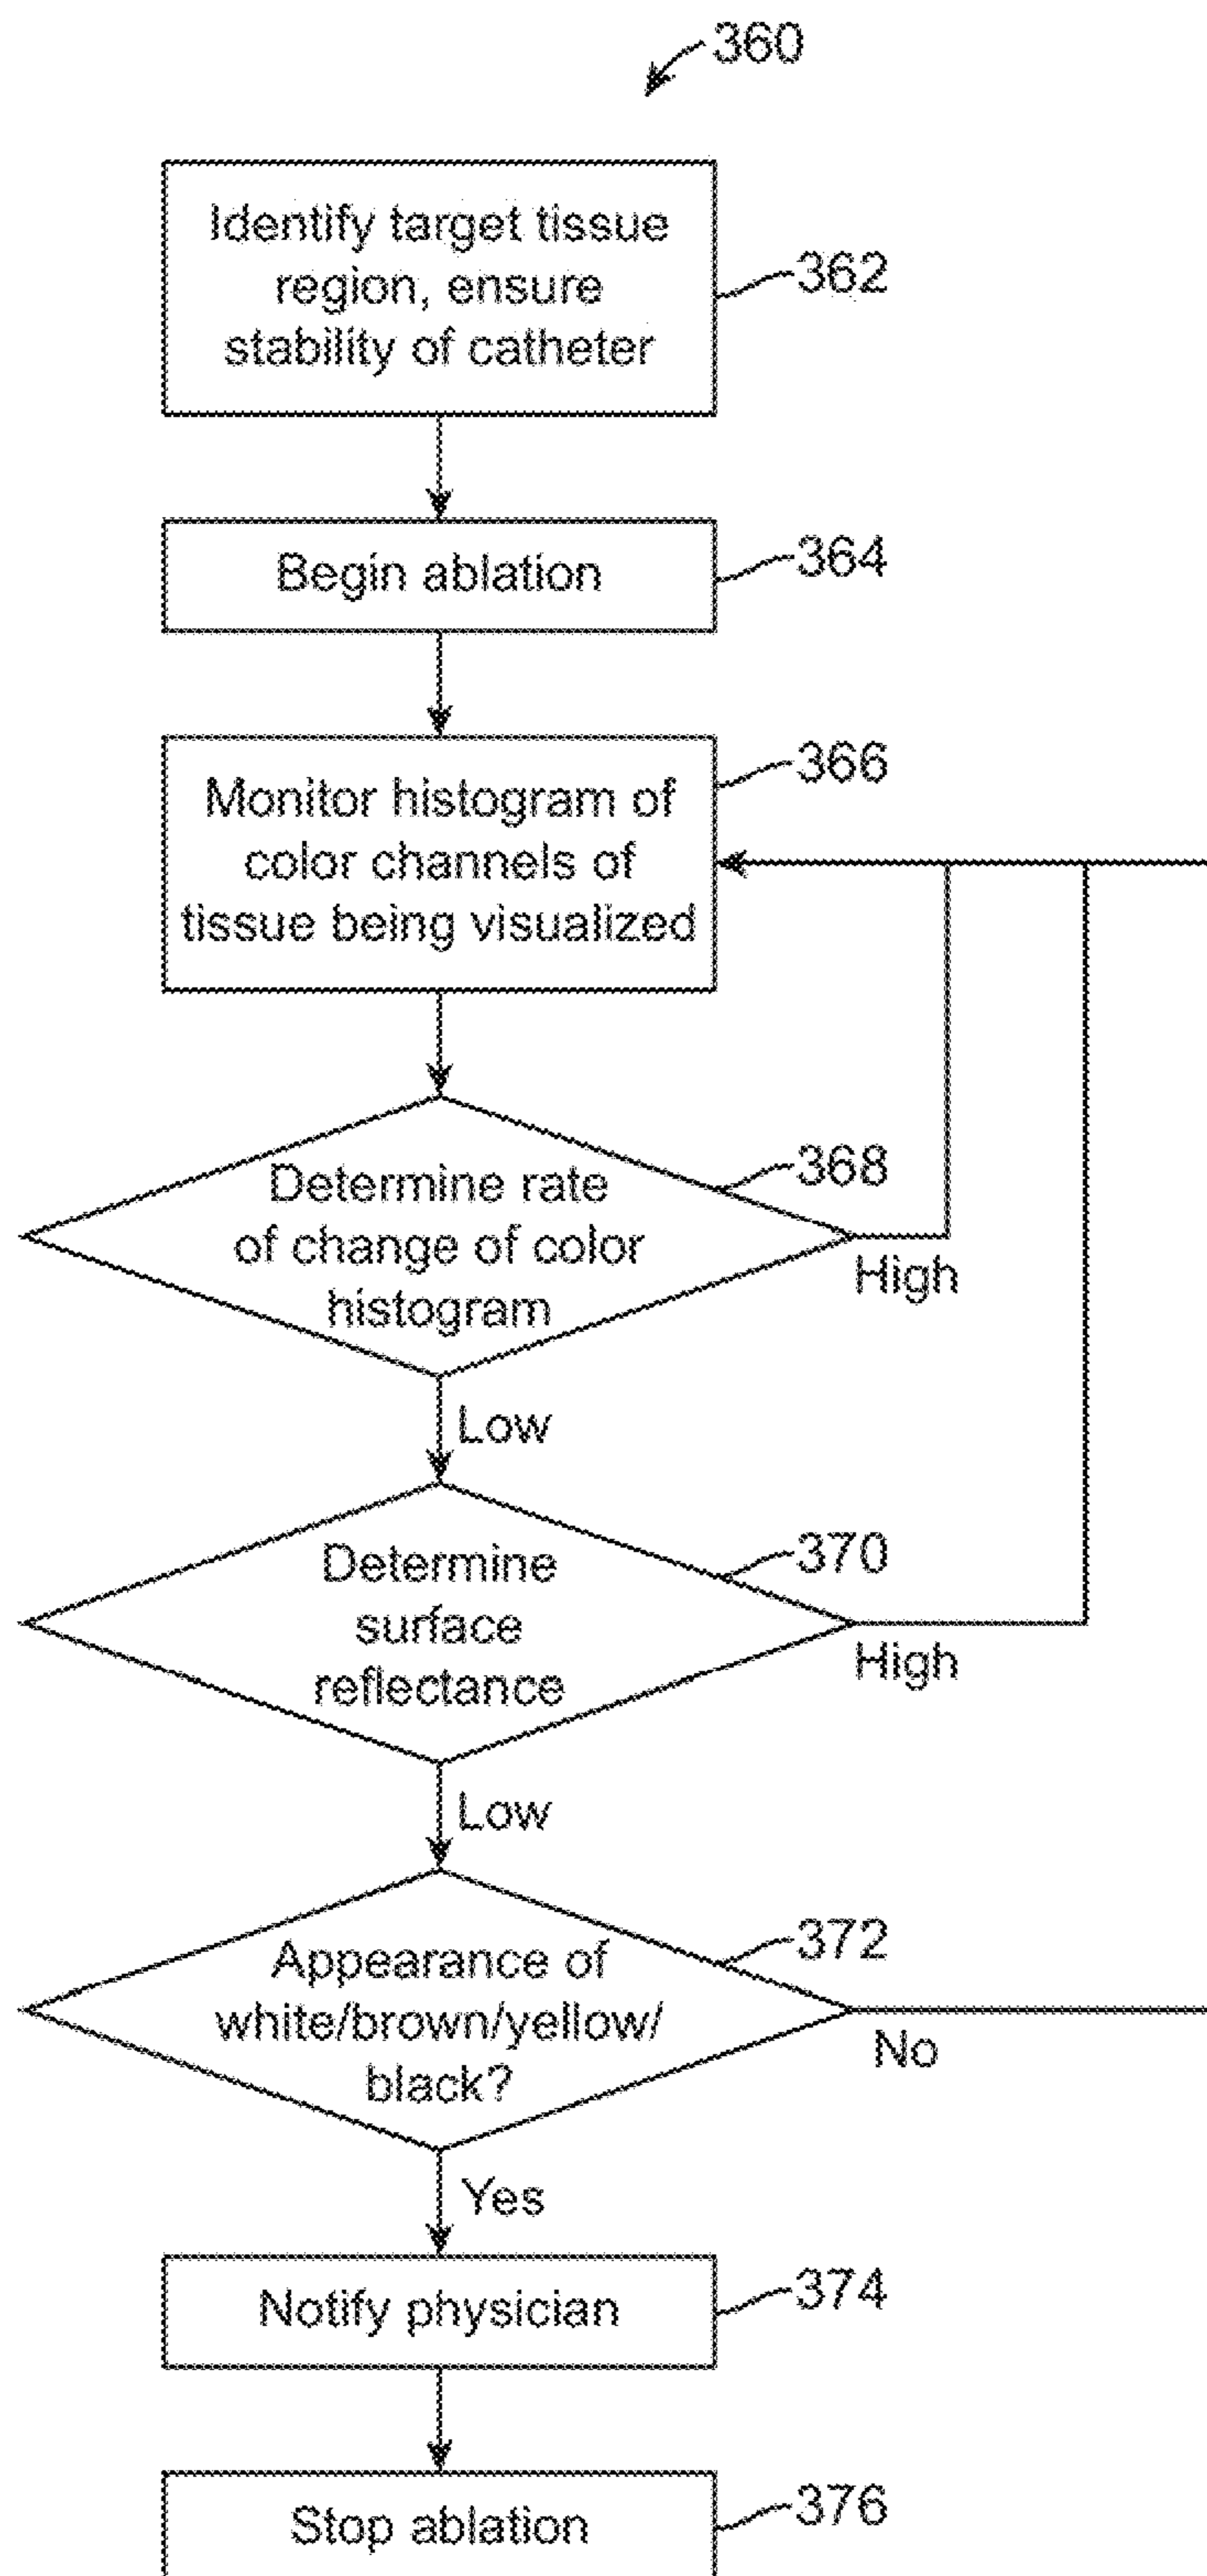 360
Identify target tissue
region, ensure
stability of catheter
362
Begin ablation
364
Monitor histogram of
color channels of
tissue being visualized
366
Determine rate
of change of color
histogram
368
High
Low
Determine
surface
reflectance
370
High
Low
Appearance of
white/brown/yellow/
black?
372
No
Yes
Notify physician
374
Stop ablation
376